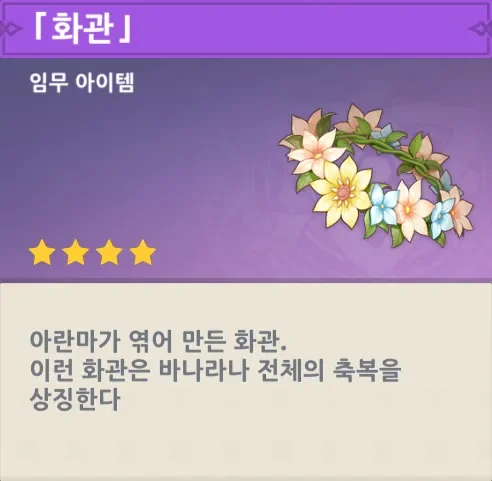 「화관」
임무 아이템
아란마가 엮어 만든 화관.
이런 화관은 바나라나 전체의 축복을
상징한다